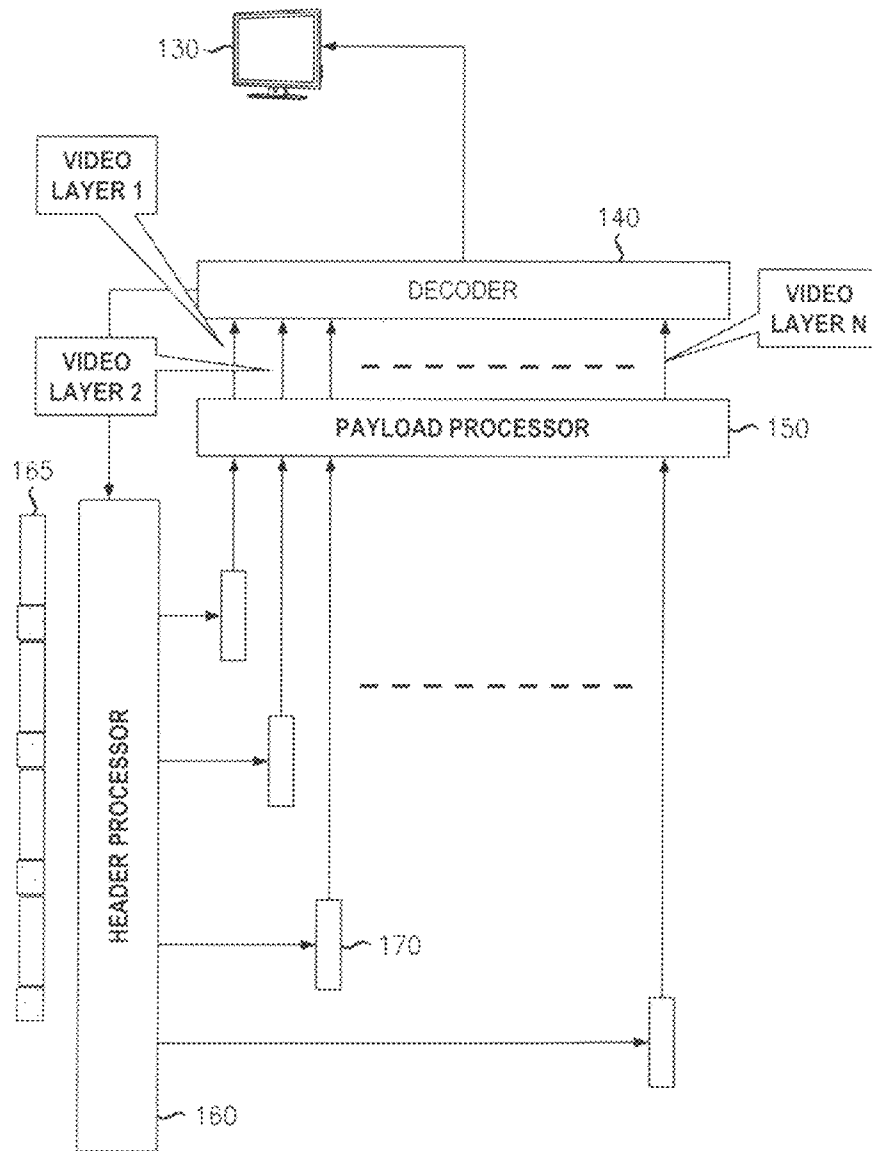 130
VIDEO
LAYER 1
140
DECODER
VIDEO
LAYER N
VIDEO
LAYER 2
PAYLOAD PROCESSOR
150
165
HEADER PROCESSOR
170
160